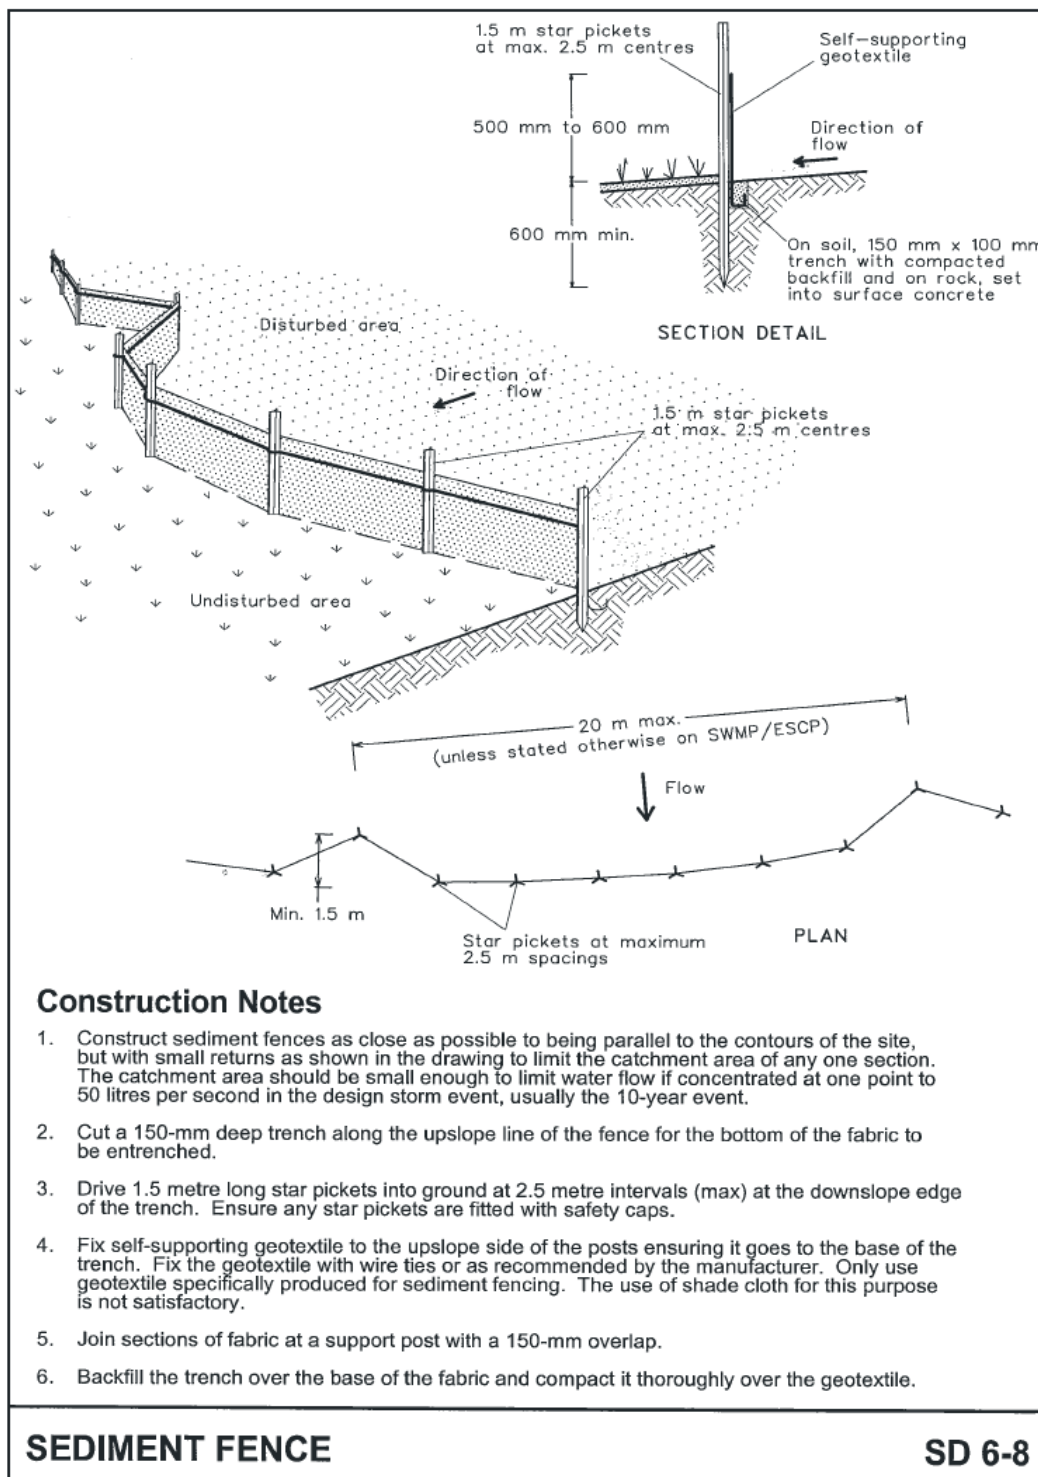 1.5 m star pickets
at max. 2.5 m centres
Self-supporting
geotextile
500 mm to 600 mm
Direction of
flow
600 mm min.
On soil, 150 mm x 100 mm
trench with compacted
backfill and on rock, set
into surface concrete
SECTION DETAIL
Disturbed area
Direction of
flow
1.5 m star pickets
at max. 2.5 m centres
Undisturbed area
20 m max.
(unless stated otherwise on SWMP/ESCP)
Flow
Min. 1.5 m
Star pickets at maximum
2.5 m spacings
PLAN
Construction Notes
1. Construct sediment fences as close as possible to being parallel to the contours of the site,
but with small returns as shown in the drawing to limit the catchment area of any one section.
The catchment area should be small enough to limit water flow if concentrated at one point to
50 litres per second in the design storm event, usually the 10-year event.
2. Cut a 150-mm deep trench along the upslope line of the fence for the bottom of the fabric to
be entrenched.
3. Drive 1.5 metre long star pickets into ground at 2.5 metre intervals (max) at the downslope edge
of the trench. Ensure any star pickets are fitted with safety caps.
4. Fix self-supporting geotextile to the upslope side of the posts ensuring it goes to the base of the
trench. Fix the geotextile with wire ties or as recommended by the manufacturer. Only use
geotextile specifically produced for sediment fencing. The use of shade cloth for this purpose
is not satisfactory.
5. Join sections of fabric at a support post with a 150-mm overlap.
6. Backfill the trench over the base of the fabric and compact it thoroughly over the geotextile.
SEDIMENT FENCE
SD 6-8